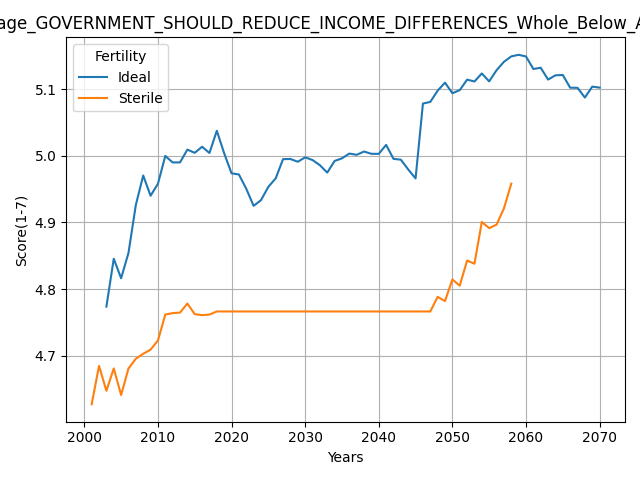 age_GOVERNMENT_SHOULD_REDUCE_INCOME_DIFFERENCES_Whole_Below_A
Fertility
Ideal
Sterile
Score(1-7)
5.1
5.0
4.9
4.8
4.7
2000 2010 2020 2030 2040 2050 2060 2070
Years